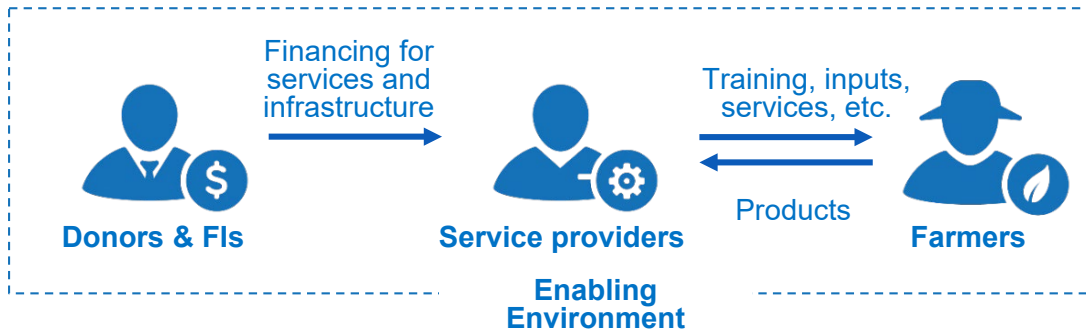 Financing for
services and
infrastructure
Training, inputs,
services, etc.
$
Products
Donors & FIs
Service providers
Farmers
Enabling
Environment